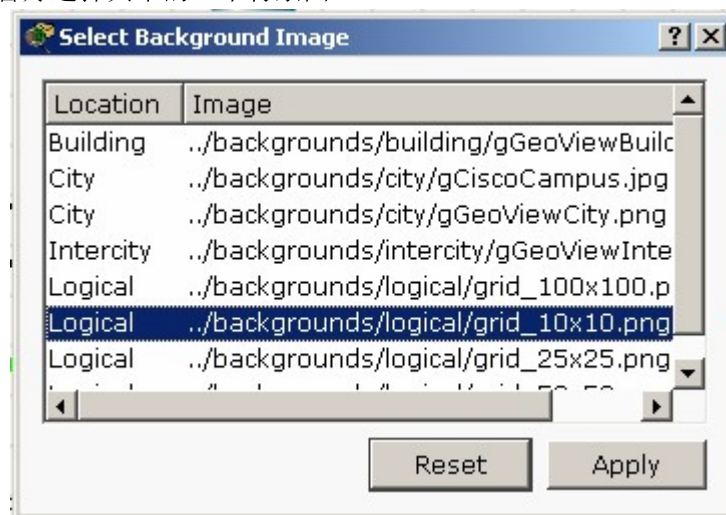 Select Background Image
Location Image
Building ../backgrounds/building/gGeoViewBuild
City ../backgrounds/city/gCiscoCampus.jpg
City ../backgrounds/city/gGeoViewCity.png
Intercity ../backgrounds/intercity/gGeoViewInte
Logical ../backgrounds/logical/grid_100x100.p
Logical ../backgrounds/logical/grid_10x10.png
Logical ../backgrounds/logical/grid_25x25.png
Reset Apply